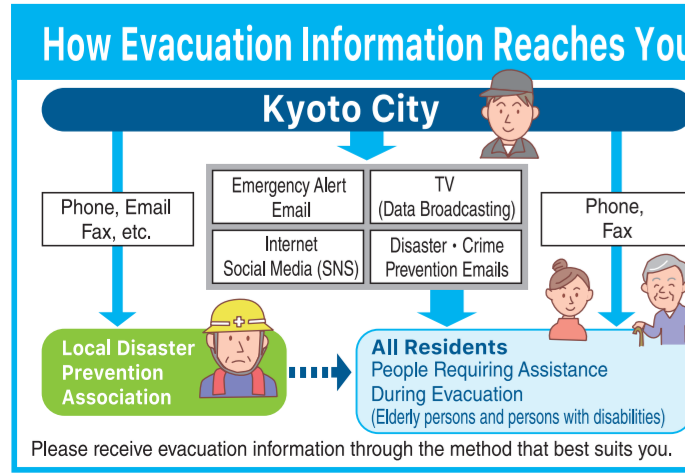 How Evacuation Information Reaches You
Kyoto City
Phone, Email
Fax, etc.
Emergency Alert
Email
TV
(Data Broadcasting)
Internet
Social Media (SNS)
Disaster・Crime
Prevention Emails
Phone,
Fax
Local Disaster
Prevention
Association
All Residents
People Requiring Assistance
During Evacuation
(Elderly persons and persons with disabilities)
Please receive evacuation information through the method that best suits you.